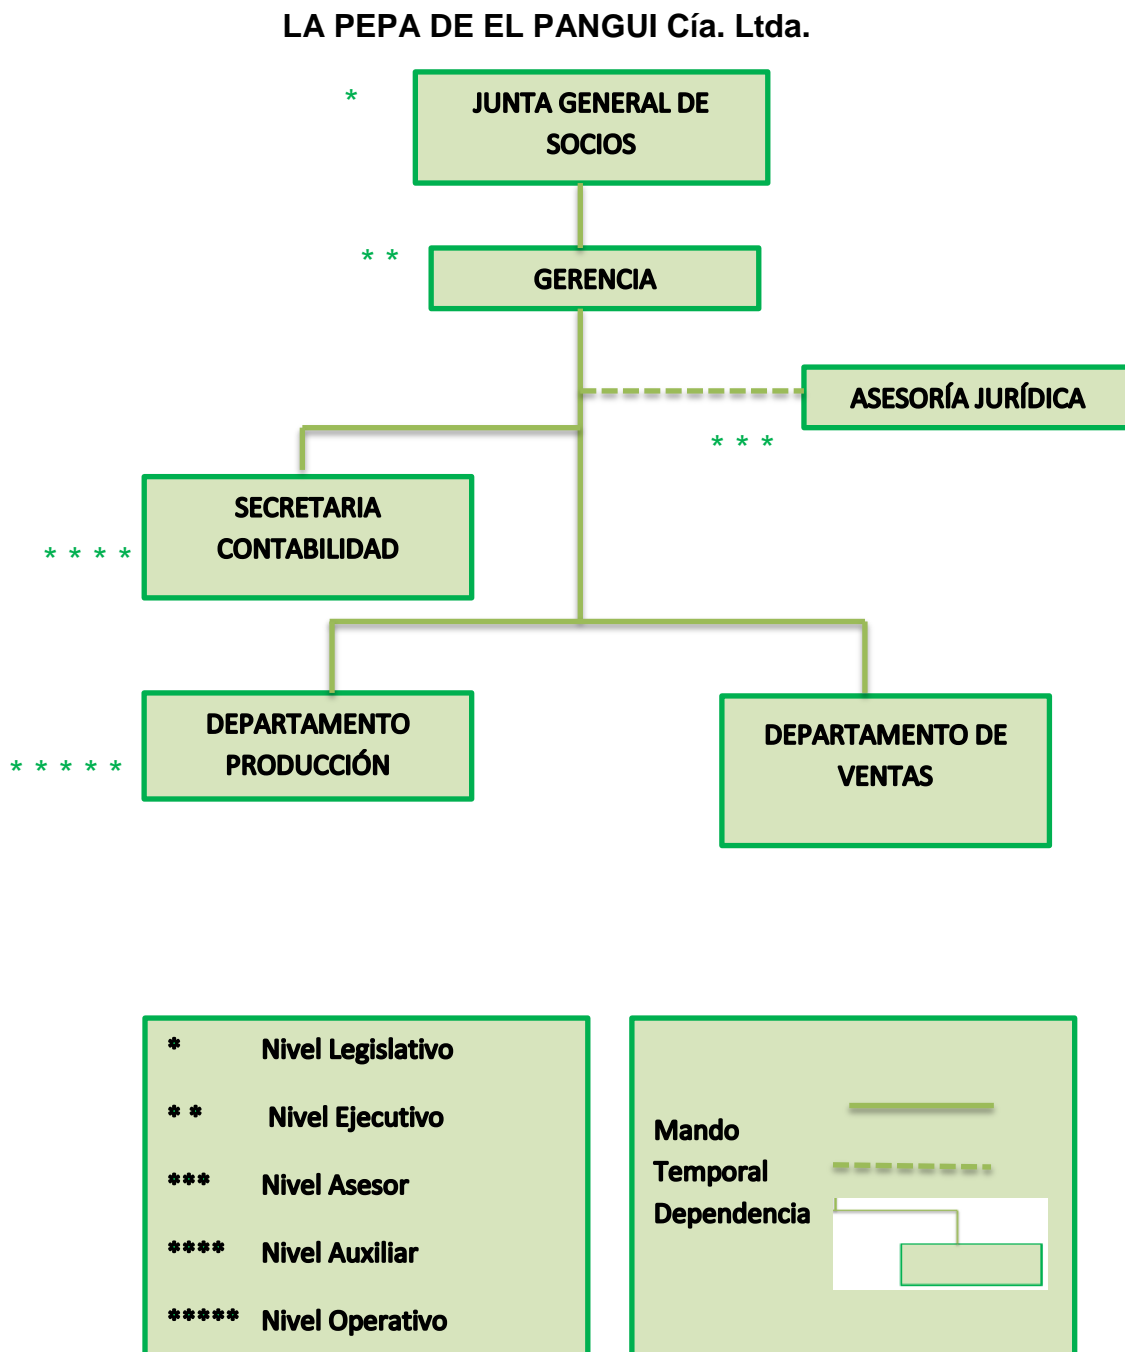 LA PEPA DE EL PANGUI Cía. Ltda.
*
JUNTA GENERAL DE
SOCIOS
* *
GERENCIA
ASESORÍA JURÍDICA
* * *
SECRETARIA
CONTABILIDAD
* * * *
DEPARTAMENTO
PRODUCCIÓN
* * * * *
DEPARTAMENTO DE
VENTAS
* Nivel Legislativo
* * Nivel Ejecutivo
*** Nivel Asesor
**** Nivel Auxiliar
***** Nivel Operativo
Mando
Temporal
Dependencia